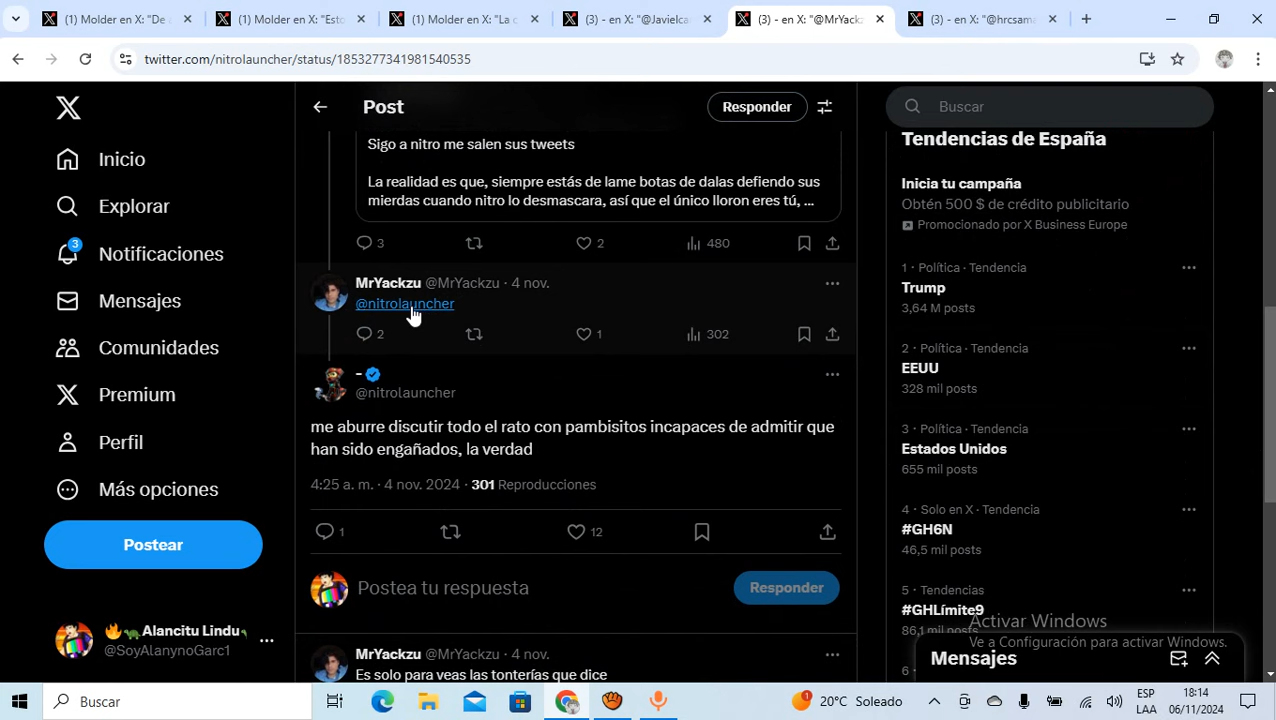 (1) Molder en X: "De
(1) Molder en X: "Esto
(1) Molder en X: "La c
(3) - en X: "@Javielca
(3) - en X: "@MrYackz
(3) - en X: "@hrcsama
twitter.com/nitrolauncher/status/1853277341981540535
Inicio
Explorar
3
Notificaciones
Mensajes
Comunidades
Premium
Perfil
Más opciones
Postear
🔥🐢Alancitu Lindu
@SoyAlanynoGarc1
Post
Responder
Sigo a nitro me salen sus tweets
La realidad es que, siempre estás de lame botas de dalas defiendo sus
mierdas cuando nitro lo desmascara, así que el único lloron eres tú, ...
3 2 480
MrYackzu @MrYackzu · 4 nov.
@nitrolauncher
2 1 302
-
@nitrolauncher
me aburre discutir todo el rato con pambisitos incapaces de admitir que
han sido engañados, la verdad
4:25 a. m. · 4 nov. 2024 · 301 Reproducciones
1 12
Postea tu respuesta
Responder
MrYackzu @MrYackzu · 4 nov.
Es solo para veas las tonterías que dice
Buscar
Tendencias de España
Inicia tu campaña
Obtén 500 $ de crédito publicitario
Promocionado por X Business Europe
1 · Política · Tendencia
Trump
3,64 M posts
2 · Política · Tendencia
EEUU
328 mil posts
3 · Política · Tendencia
Estados Unidos
655 mil posts
4 · Solo en X · Tendencia
#GH6N
46,5 mil posts
5 · Tendencias
#GHLímite9
86,1 mil posts
6 ·
Activar Windows
Ve a Configuración para activar Windows.
Mensajes
Buscar
1
20°C Soleado
ESP
LAA
18:14
06/11/2024